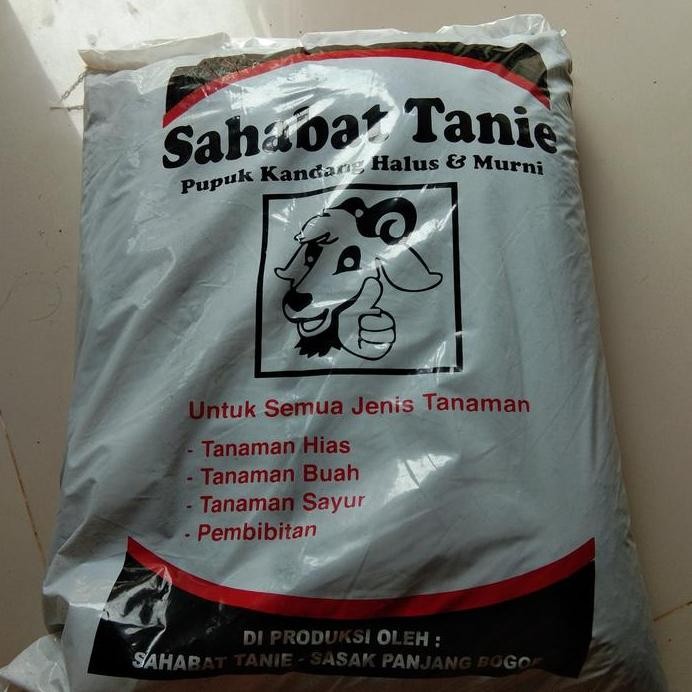 Sahabat Tanie
Pupuk Kandang Halus & Murni
Untuk Semua Jenis Tanaman
- Tanaman Hias
- Tanaman Buah
- Tanaman Sayur
- Pembibitan
DI PRODUKSI OLEH :
SAHABAT TANIE - SASAK PANJANG BOGOR